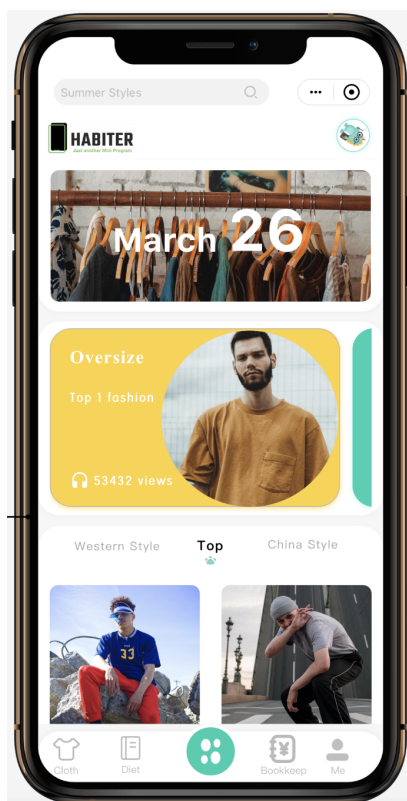 Summer Styles
HABITER
Just another Mini Program
March 26
Oversize
Top 1 fashion
53432 views
Western Style Top China Style
33
Cloth Diet Bookkeep Me